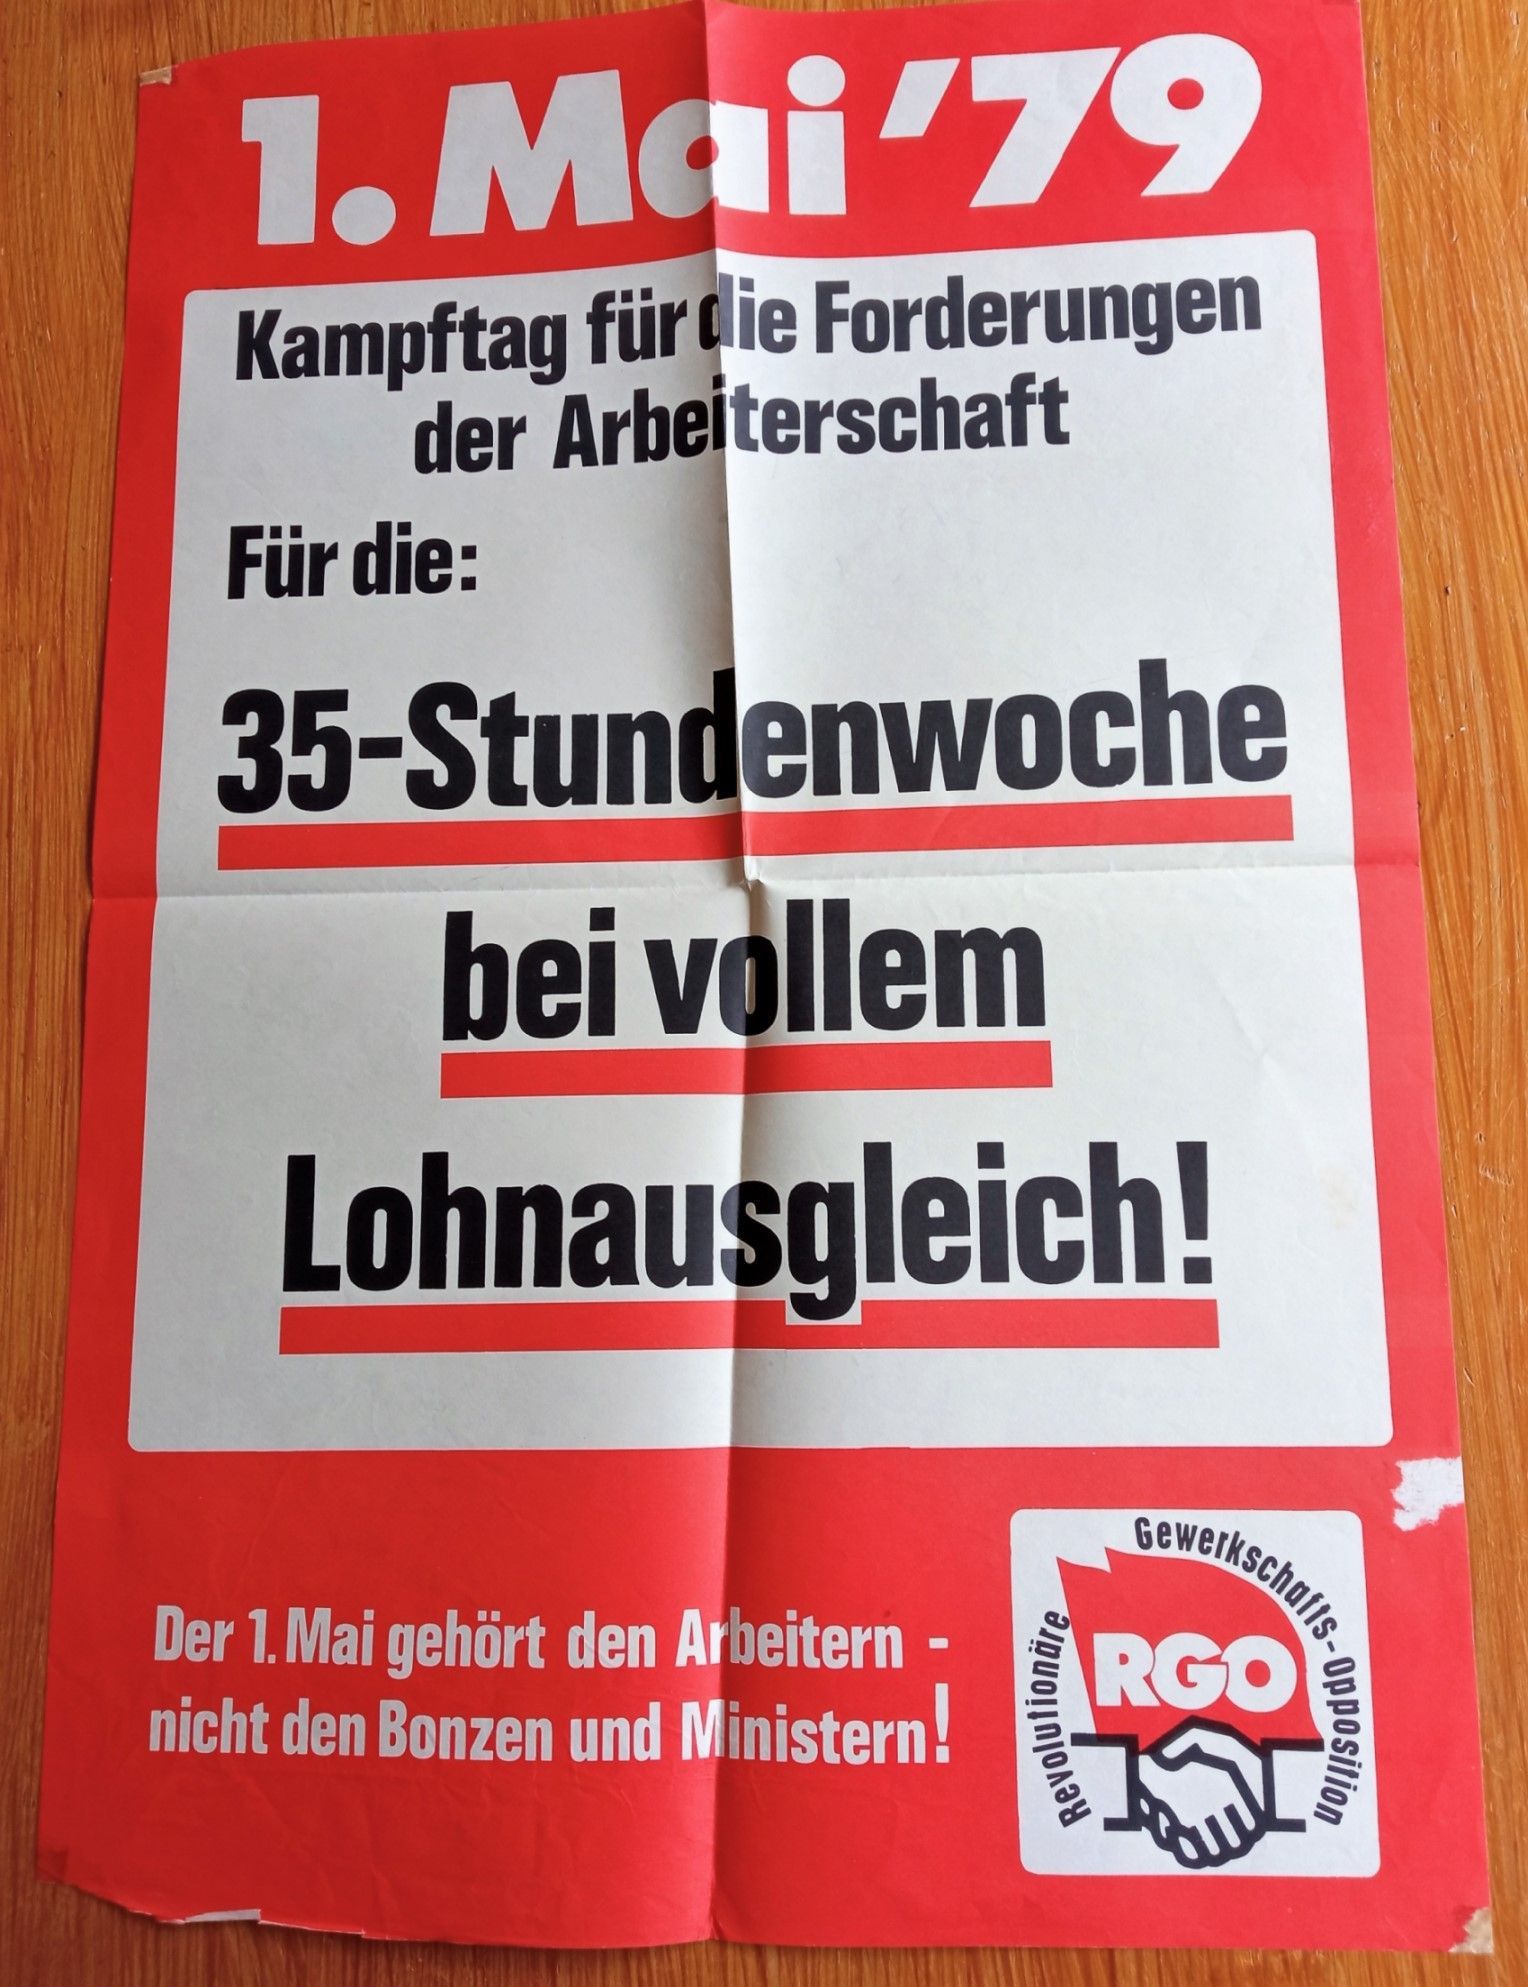 1. Mai '79
Kampftag für die Forderungen
der Arbeiterschaft
Für die:
35-Stundenwoche
bei vollem
Lohnausgleich!
Der 1. Mai gehört den Arbeitern -
nicht den Bonzen und Ministern!
Revolutionäre
Gewerkschafts-Opposition
RGO